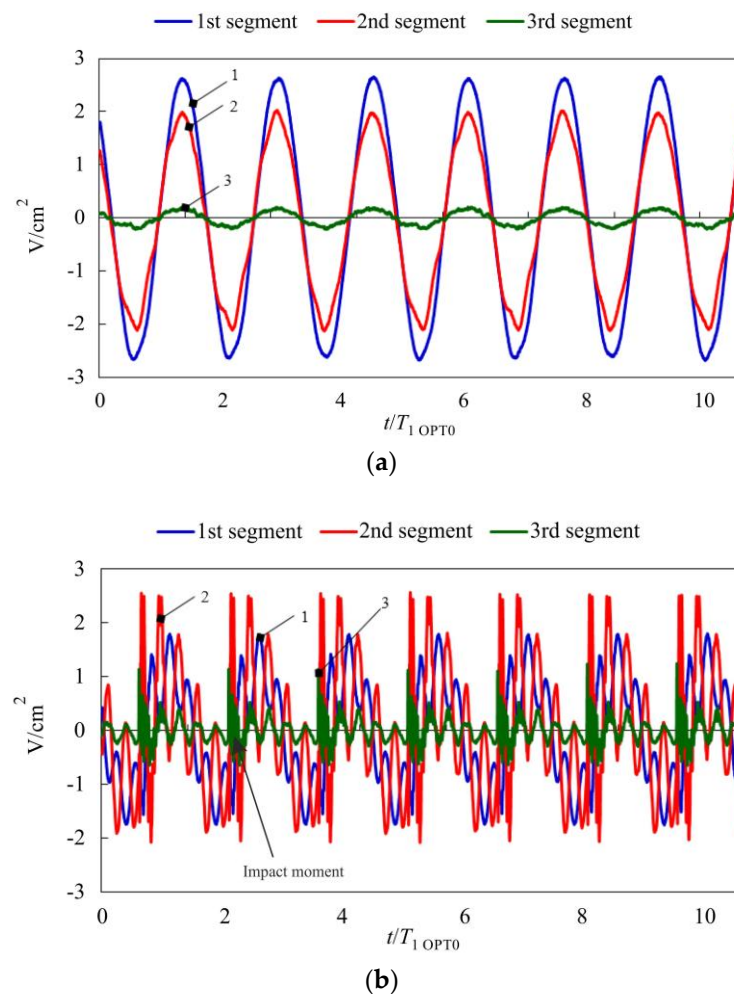 1st segment 2nd segment 3rd segment
3
1
2
2
1
3
0
-1
-2
-3
V/cm²
0 2 4 6 8 10
t/T₁ OPT0
(a)
1st segment 2nd segment 3rd segment
3
2
2
1
3
1
0
-1
-2
Impact moment
-3
V/cm²
0 2 4 6 8 10
t/T₁ OPT0
(b)